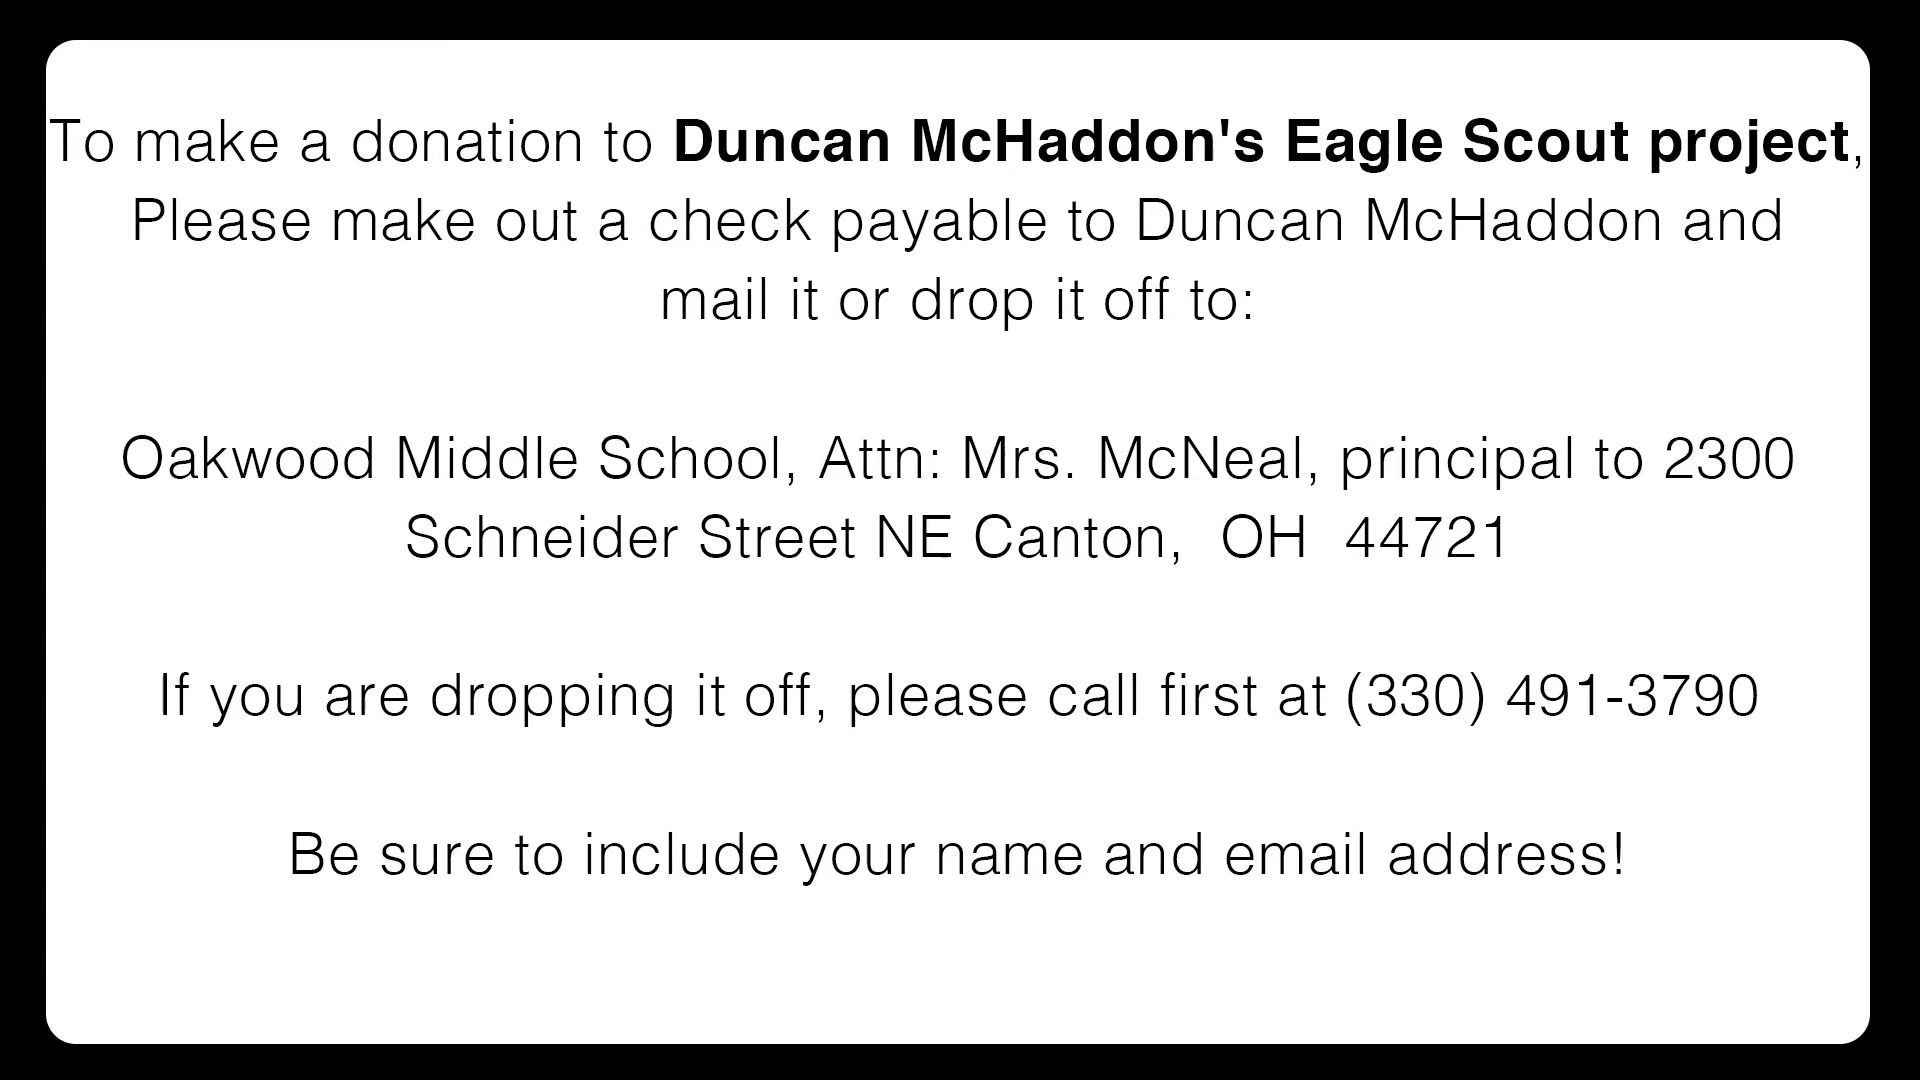 To make a donation to Duncan McHaddon's Eagle Scout project,
Please make out a check payable to Duncan McHaddon and
mail it or drop it off to:
Oakwood Middle School, Attn: Mrs. McNeal, principal to 2300
Schneider Street NE Canton,  OH  44721
If you are dropping it off, please call first at (330) 491-3790
Be sure to include your name and email address!